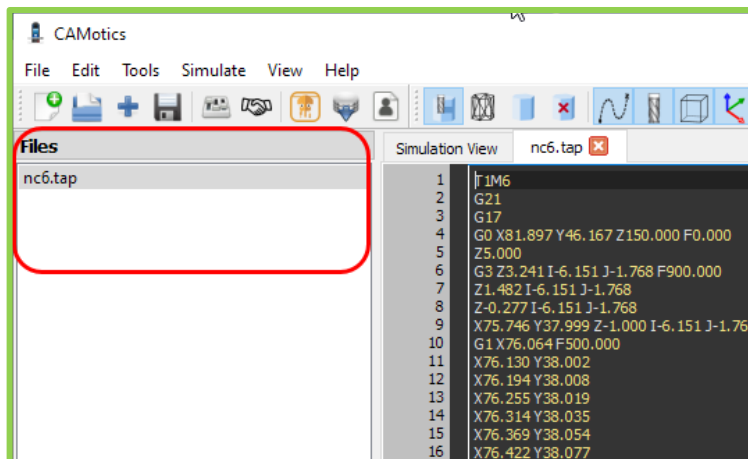 CAMotics
File Edit Tools Simulate View Help
Files
Simulation View nc6.tap
nc6.tap
1 T1M6
2 G21
3 G17
4 G0 X81.897 Y46.167 Z150.000 F0.000
5 Z5.000
6 G3 Z3.241 I-6.151 J-1.768 F900.000
7 Z1.482 I-6.151 J-1.768
8 Z-0.277 I-6.151 J-1.768
9 X75.746 Y37.999 Z-1.000 I-6.151 J-1.76
10 G1 X76.064 F500.000
11 X76.130 Y38.002
12 X76.194 Y38.008
13 X76.255 Y38.019
14 X76.314 Y38.035
15 X76.369 Y38.054
16 X76.422 Y38.077